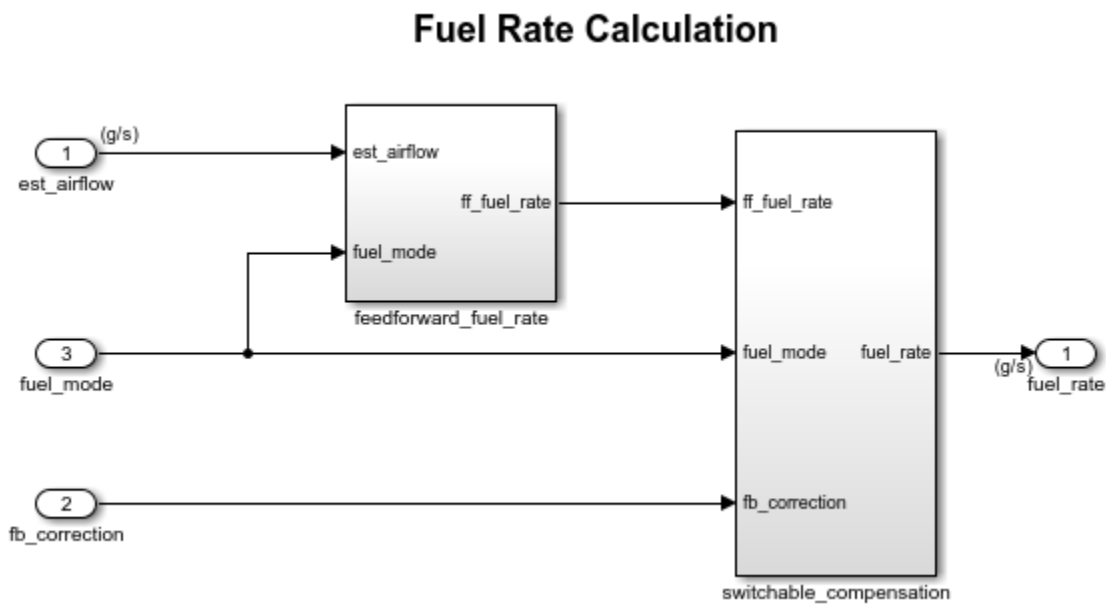 Fuel Rate Calculation
(g/s)
1
est_airflow
est_airflow
ff_fuel_rate
fuel_mode
feedforward_fuel_rate
ff_fuel_rate
3
fuel_mode
fuel_mode
fuel_rate
(g/s)
1
fuel_rate
2
fb_correction
fb_correction
switchable_compensation